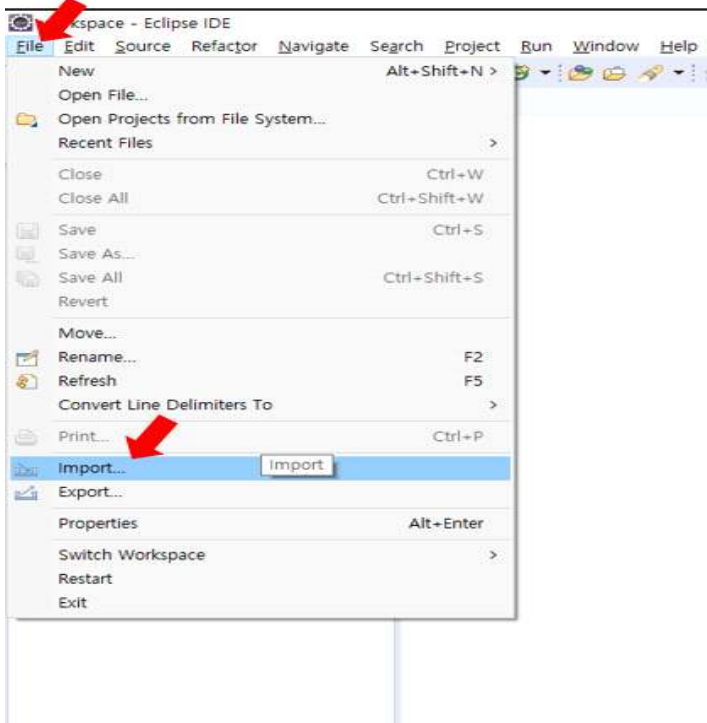 kspace - Eclipse IDE
File Edit Source Refactor Navigate Search Project Run Window Help
New Alt+Shift+N >
Open File...
Open Projects from File System...
Recent Files >
Close Ctrl+W
Close All Ctrl+Shift+W
Save Ctrl+S
Save As...
Save All Ctrl+Shift+S
Revert
Move...
Rename... F2
Refresh F5
Convert Line Delimiters To >
Print... Ctrl+P
Import... Import
Export...
Properties Alt+Enter
Switch Workspace >
Restart
Exit